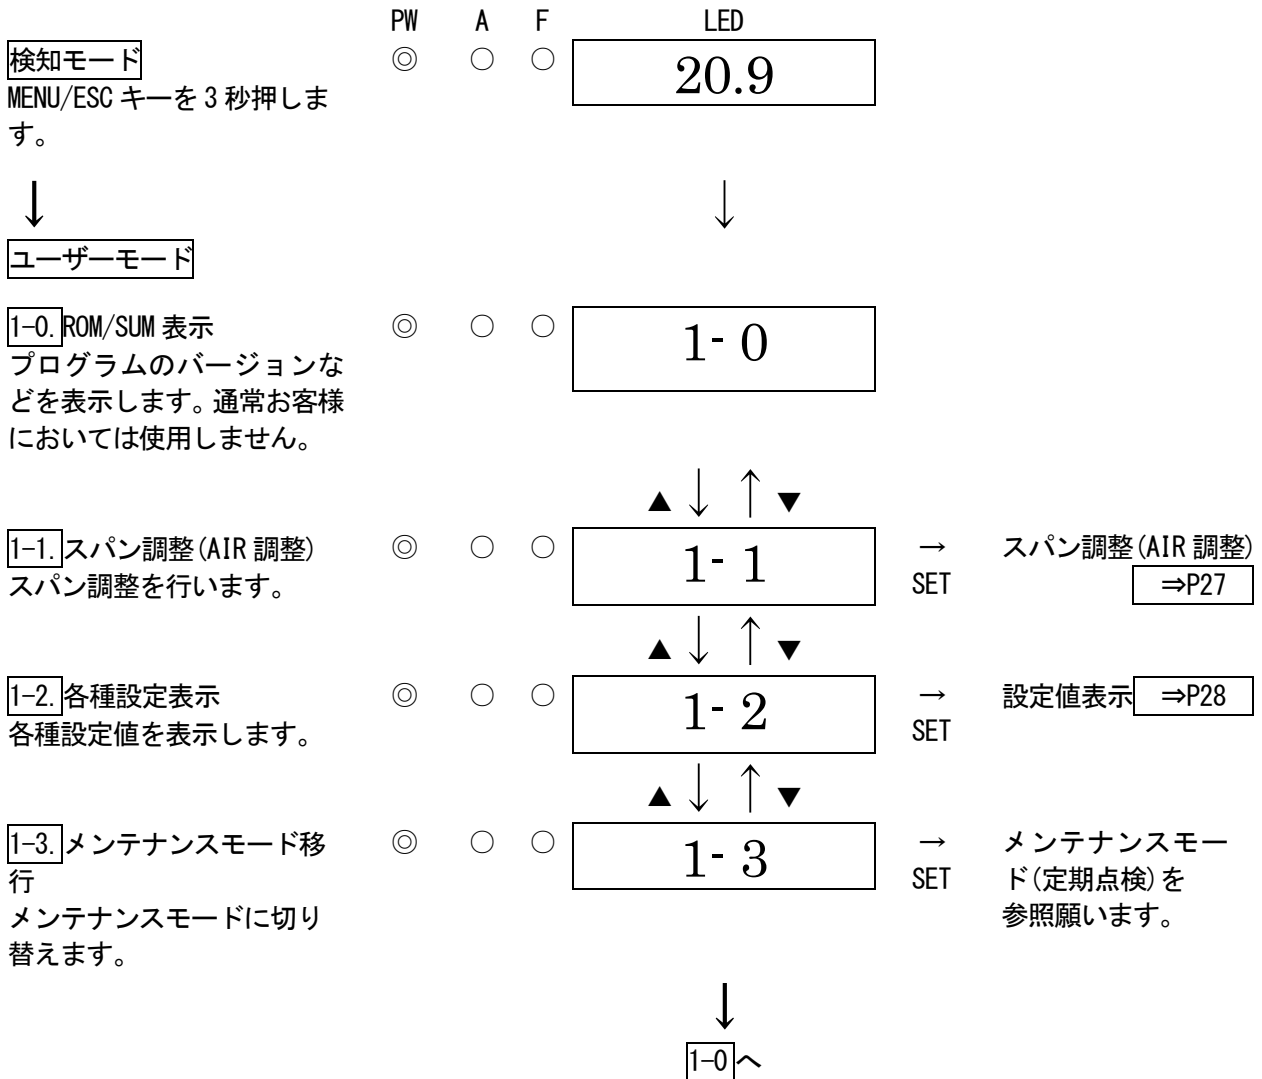 PW A F LED
検知モード ◎ ○ ○ 20.9
MENU/ESC キーを3秒押しま
す。
↓ ↓
ユーザーモード
1-0. ROM/SUM 表示 ◎ ○ ○ 1- 0
プログラムのバージョンな
どを表示します。通常お客様
においては使用しません。
▲ ↓ ↑ ▼
1-1. スパン調整(AIR 調整) ◎ ○ ○ 1- 1 → スパン調整(AIR 調整)
スパン調整を行います。 SET ⇒P27
▲ ↓ ↑ ▼
1-2. 各種設定表示 ◎ ○ ○ 1- 2 → 設定値表示 ⇒P28
各種設定値を表示します。 SET
▲ ↓ ↑ ▼
1-3. メンテナンスモード移 ◎ ○ ○ 1- 3 → メンテナンスモー
行 SET ド(定期点検)を
メンテナンスモードに切り 参照願います。
替えます。
↓
1-0 へ